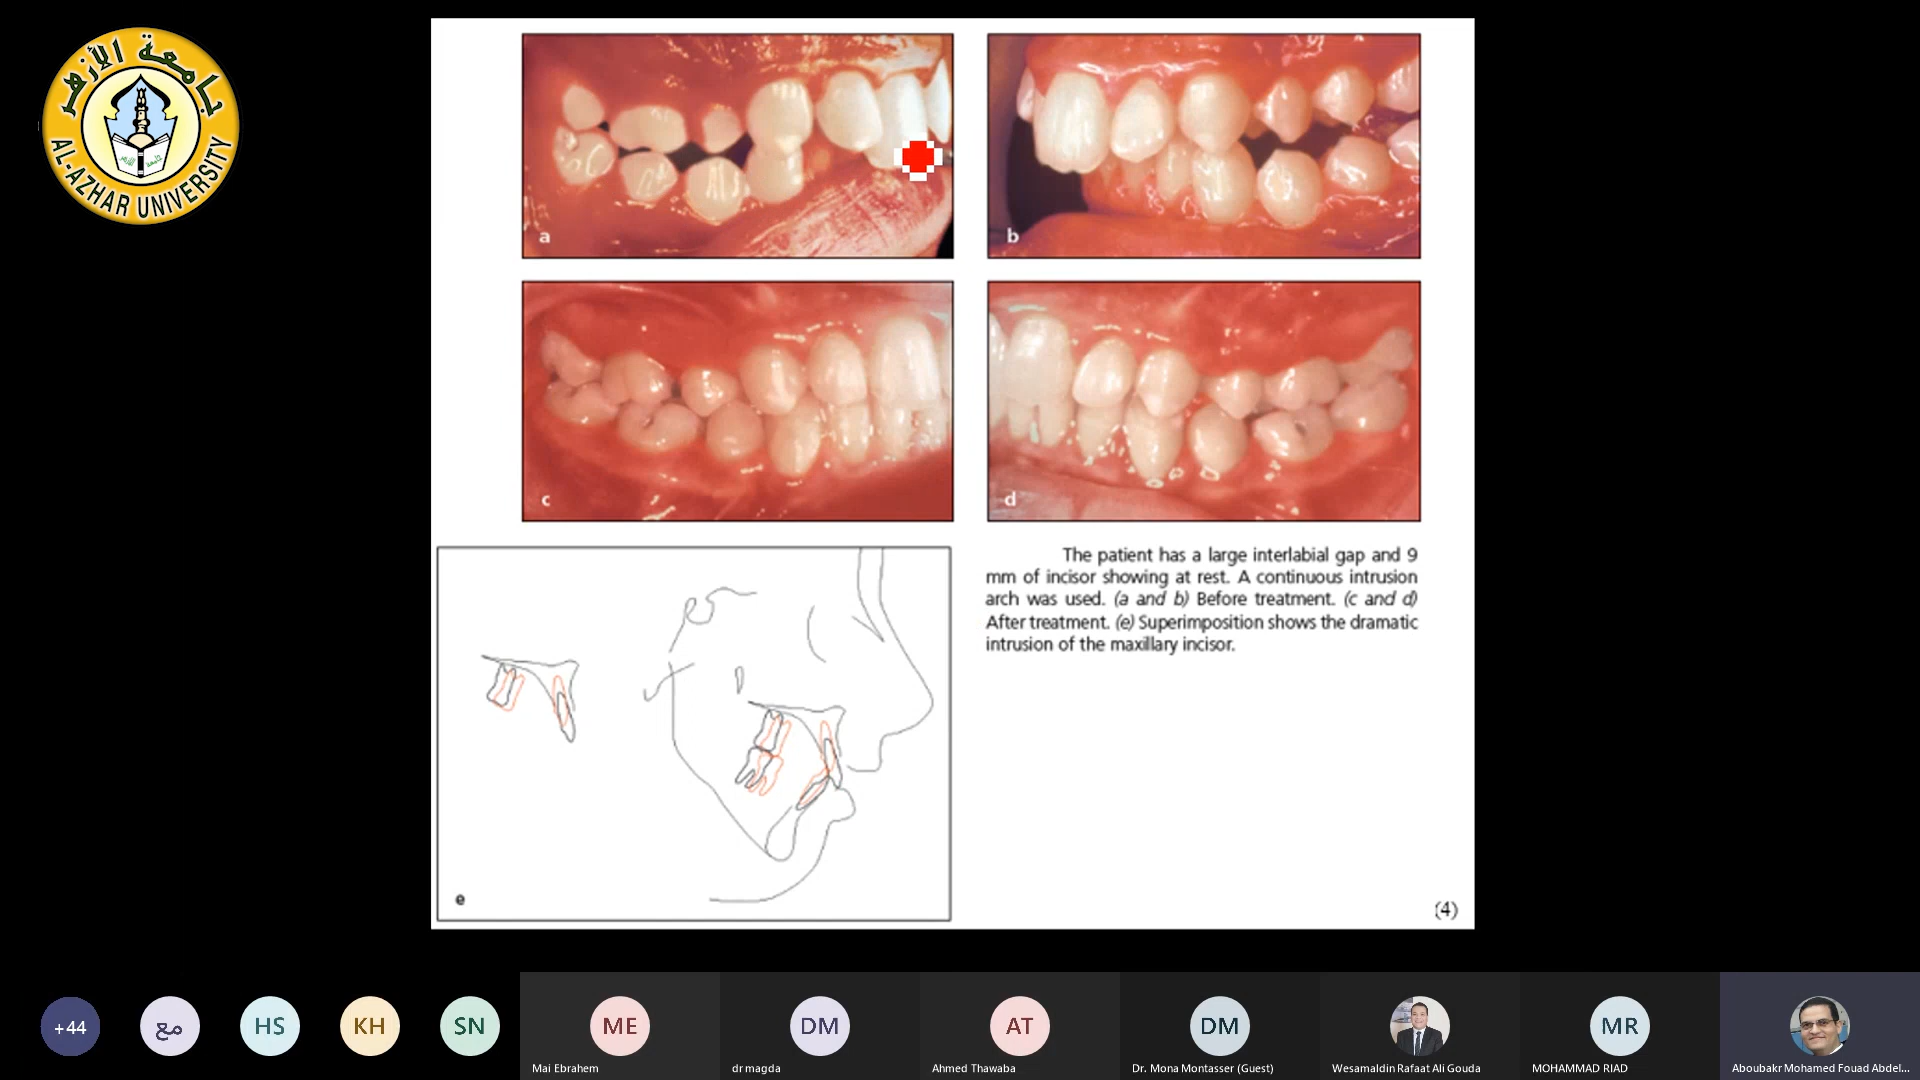 جامعة الأزهر
AL-AZHAR UNIVERSITY
a
b
c
d
The patient has a large interlabial gap and 9
mm of incisor showing at rest. A continuous intrusion
arch was used. (a and b) Before treatment. (c and d)
After treatment. (e) Superimposition shows the dramatic
intrusion of the maxillary incisor.
e
(4)
+44
مع
HS
KH
SN
ME
DM
AT
DM
MR
Mai Ebrahem
dr magda
Ahmed Thawaba
Dr. Mona Montasser (Guest)
Wesamaldin Rafaat Ali Gouda
MOHAMMAD RIAD
Aboubakr Mohamed Fouad Abdel...